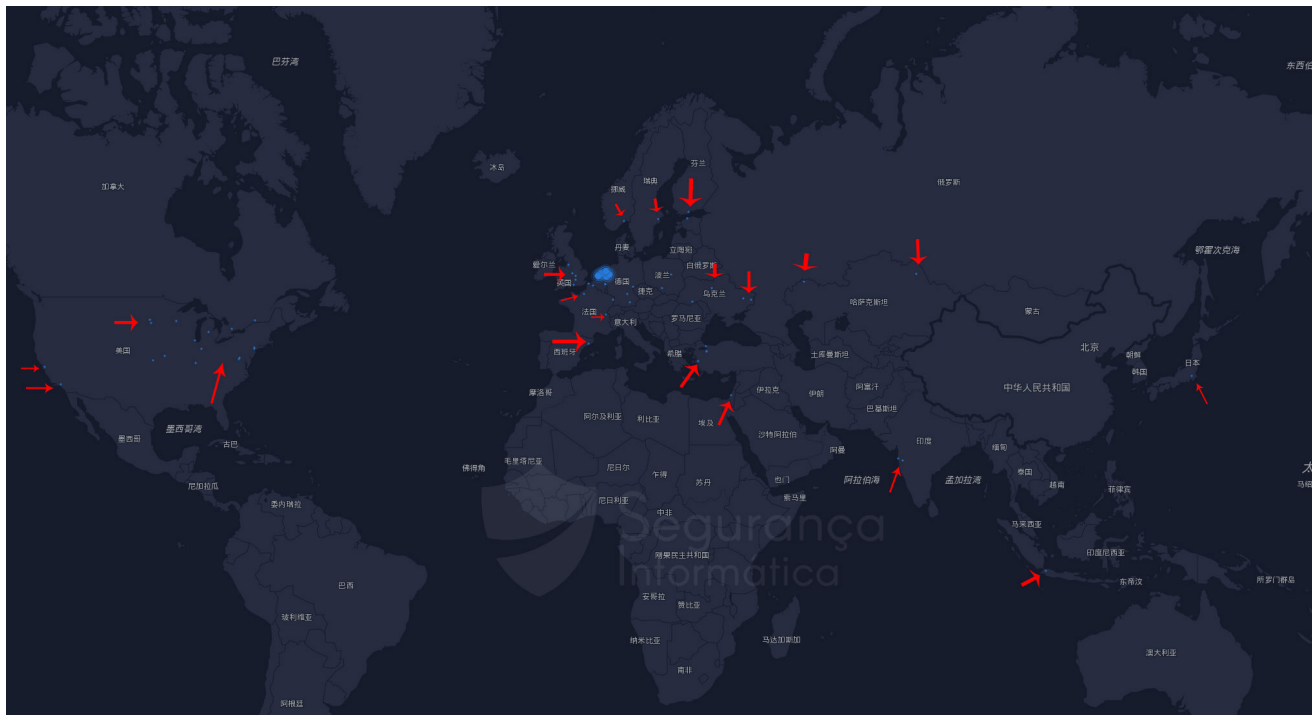 巴芬湾
东西伯
冰岛
芬兰
瑞典
挪威
加拿大
俄罗斯
鄂霍次克海
丹麦
立陶宛
爱尔兰
白俄罗斯
英国
德国
波兰
捷克
乌克兰
哈萨克斯坦
蒙古
法国
意大利
罗马尼亚
美国
西班牙
希腊
土库曼斯坦
北京
朝鲜
韩国
日本
摩洛哥
伊拉克
伊朗
阿富汗
中华人民共和国
巴基斯坦
阿尔及利亚
利比亚
埃及
墨西哥湾
墨西哥
古巴
沙特阿拉伯
阿曼
印度
缅甸
佛得角
毛里塔尼亚
尼日尔
乍得
苏丹
也门
阿拉伯海
孟加拉湾
泰国
越南
菲律宾
太
马绍
尼加拉瓜
委内瑞拉
尼日利亚
中非
索马里
马来西亚
Segurança
Informática
刚果民主共和国
印度尼西亚
东帝汶
所罗门群岛
巴西
安哥拉
赞比亚
玻利维亚
纳米比亚
马达加斯加
澳大利亚
南非
阿根廷